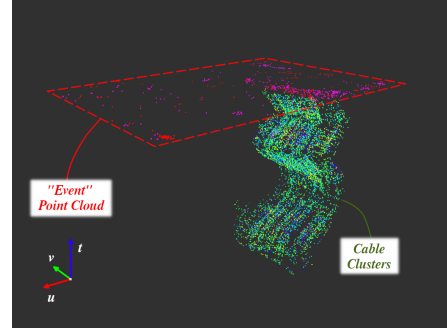 "Event"
Point Cloud
Cable
Clusters
t
v
u